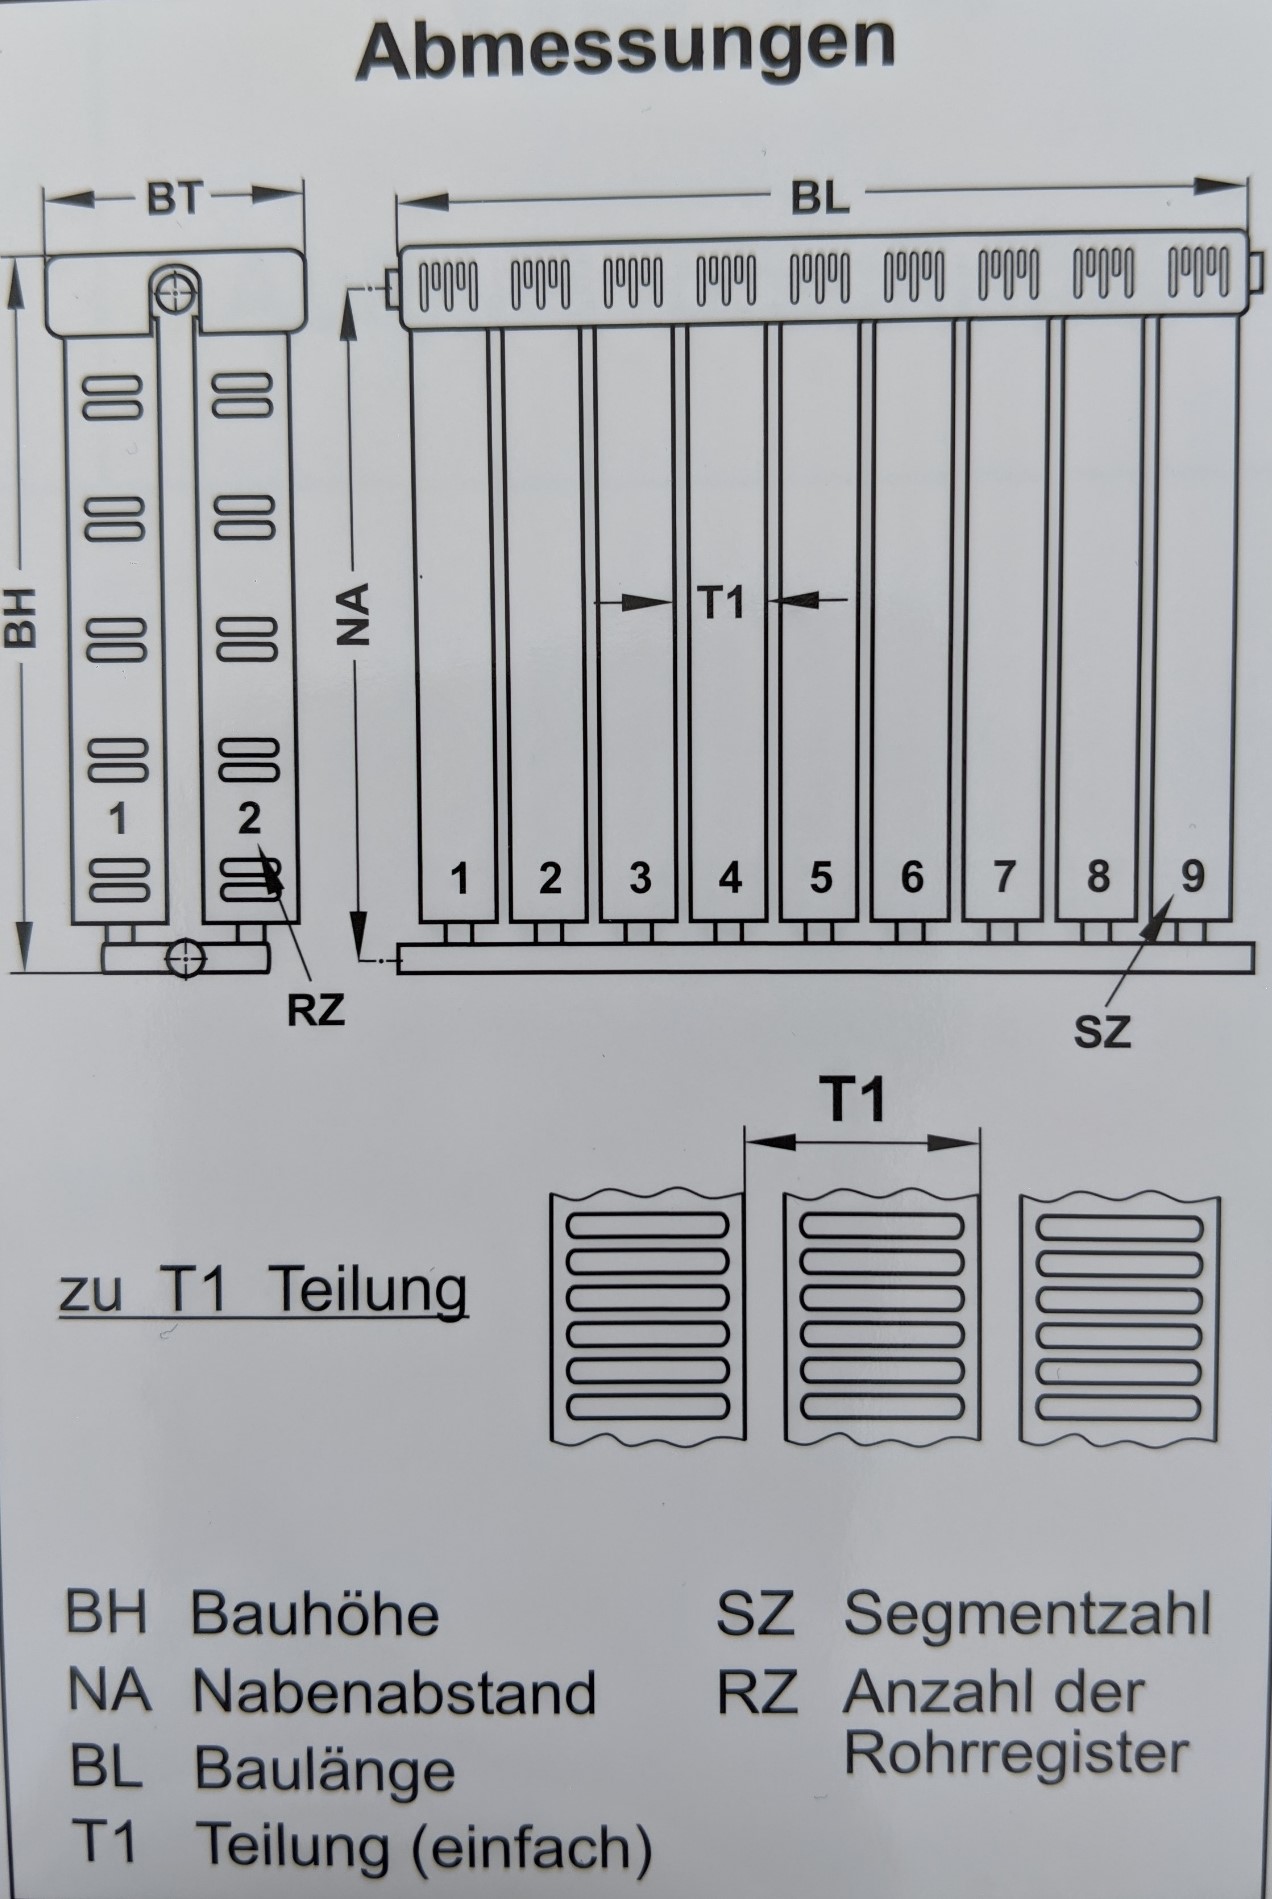 Abmessungen
BT
BL
BH
NA
T1
1 2
1 2 3 4 5 6 7 8 9
RZ
SZ
T1
zu T1 Teilung
BH Bauhöhe
NA Nabenabstand
BL Baulänge
T1 Teilung (einfach)
SZ Segmentzahl
RZ Anzahl der
Rohrregister